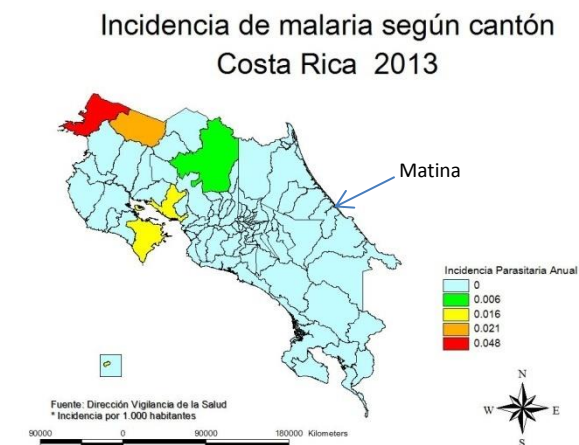 Incidencia de malaria según cantón
Costa Rica 2013
Matina
Incidencia Parasitaria Anual
0
0.006
0.016
0.021
0.048
Fuente: Dirección Vigilancia de la Salud
* Incidencia por 1.000 habitantes
90000 0 90000 180000 Kilometers
N
W E
S